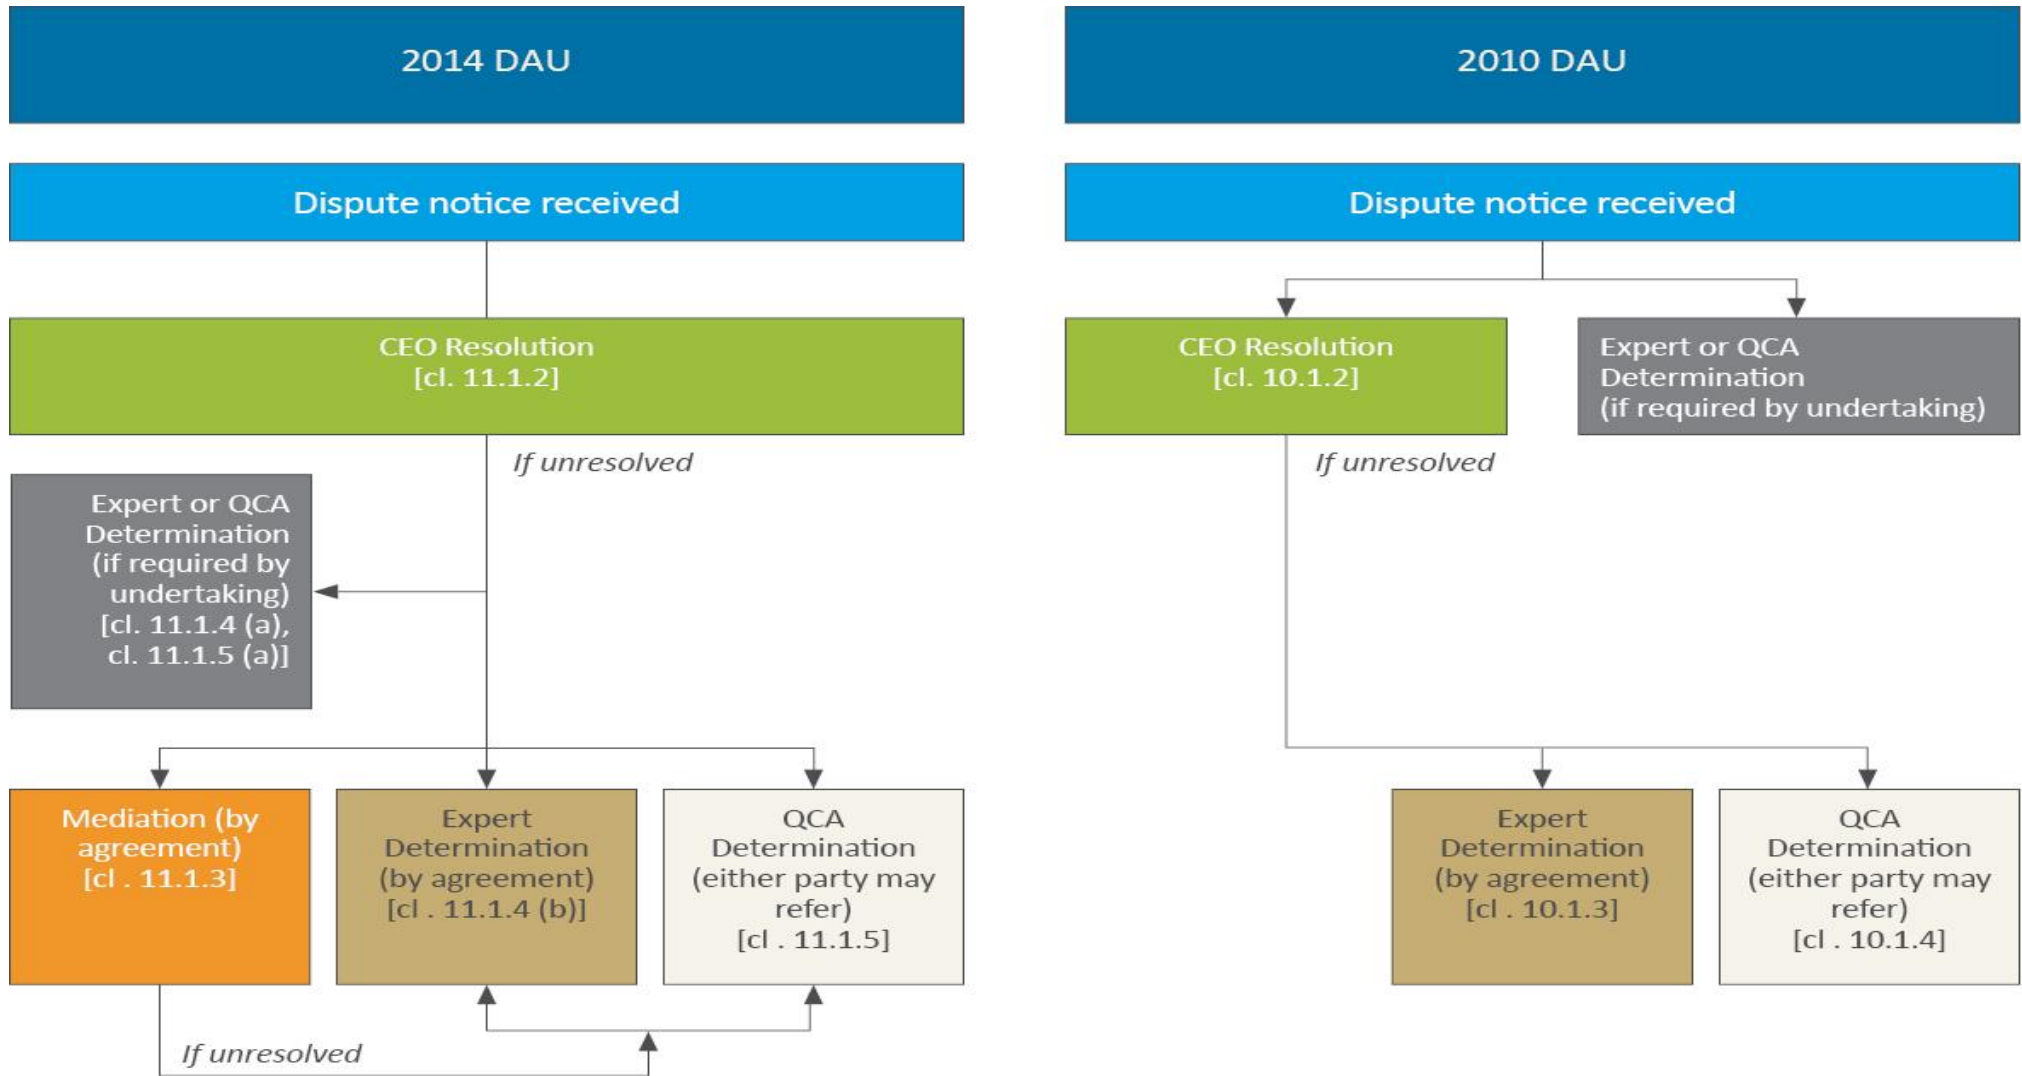 2014 DAU
Dispute notice received
CEO Resolution
[cl. 11.1.2]
If unresolved
Expert or QCA
Determination
(if required by
undertaking)
[cl. 11.1.4 (a),
cl. 11.1.5 (a)]
Mediation (by
agreement)
[cl . 11.1.3]
Expert
Determination
(by agreement)
[cl . 11.1.4 (b)]
QCA
Determination
(either party may
refer)
[cl . 11.1.5]
If unresolved
2010 DAU
Dispute notice received
CEO Resolution
[cl. 10.1.2]
Expert or QCA
Determination
(if required by undertaking)
If unresolved
Expert
Determination
(by agreement)
[cl . 10.1.3]
QCA
Determination
(either party may
refer)
[cl . 10.1.4]